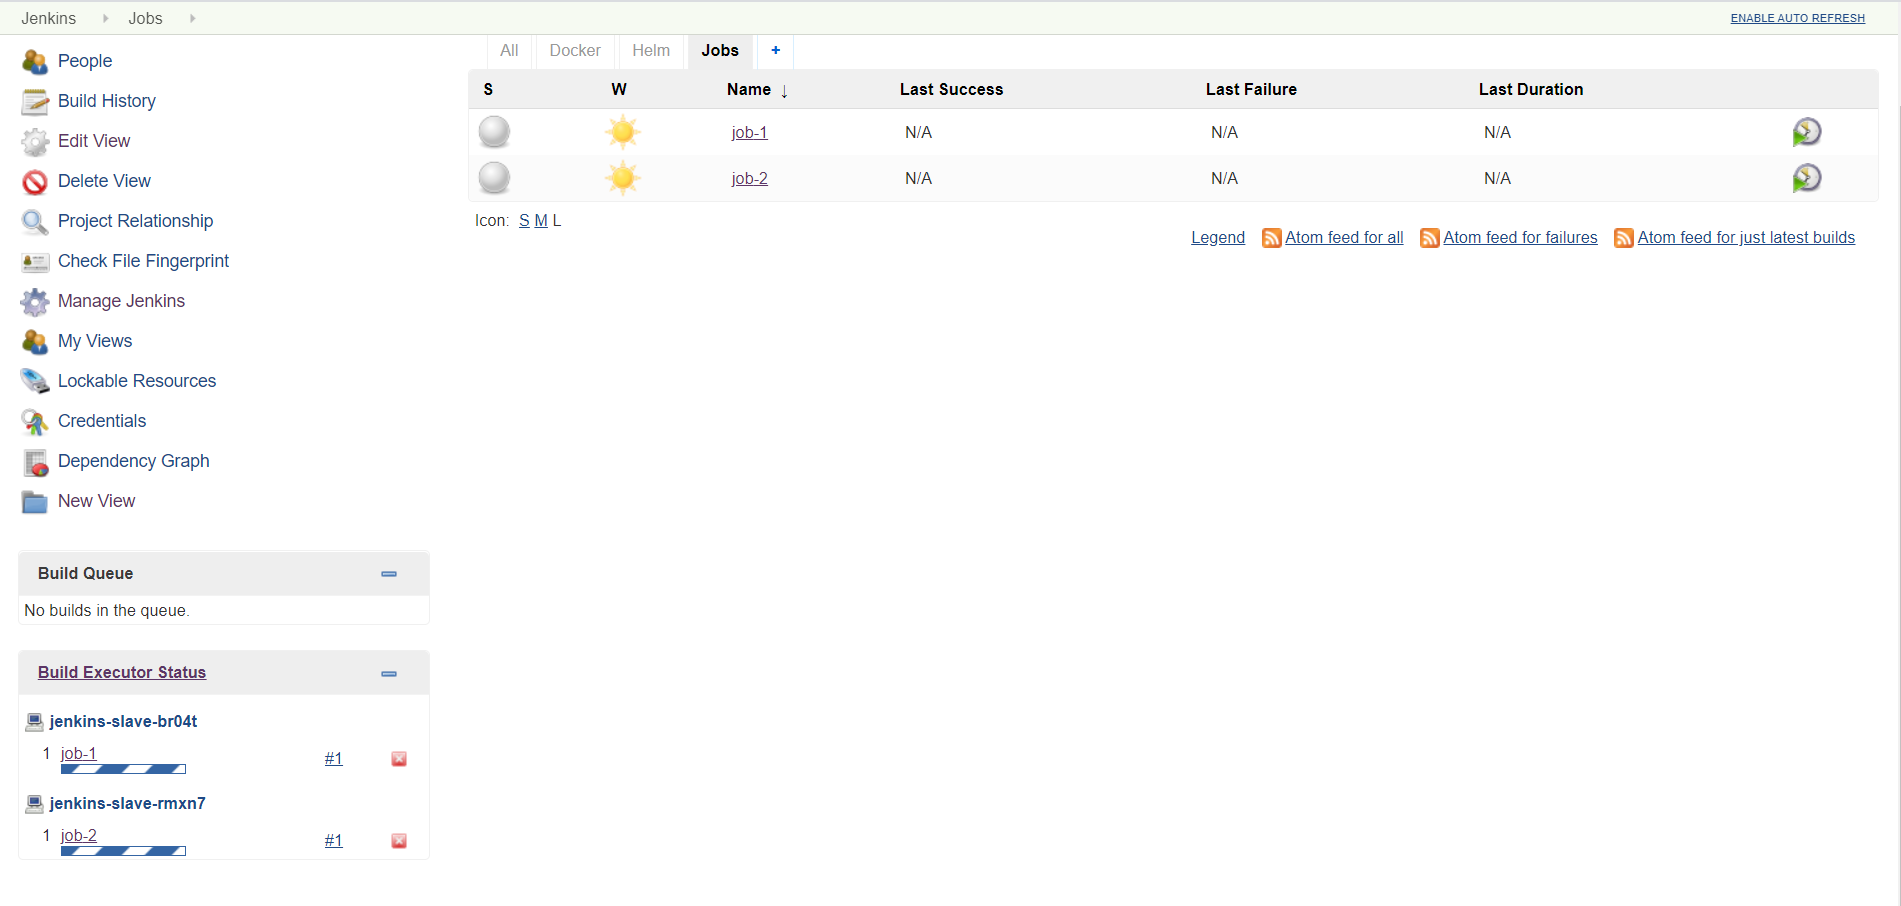 Jenkins Jobs ENABLE AUTO REFRESH
People
Build History
Edit View
Delete View
Project Relationship
Check File Fingerprint
Manage Jenkins
My Views
Lockable Resources
Credentials
Dependency Graph
New View
Build Queue
No builds in the queue.
Build Executor Status
jenkins-slave-br04t
1 job-1 #1
jenkins-slave-rmxn7
1 job-2 #1
All Docker Helm Jobs +
S W Name ↓ Last Success Last Failure Last Duration
job-1 N/A N/A N/A
job-2 N/A N/A N/A
Icon: S M L
Legend Atom feed for all Atom feed for failures Atom feed for just latest builds